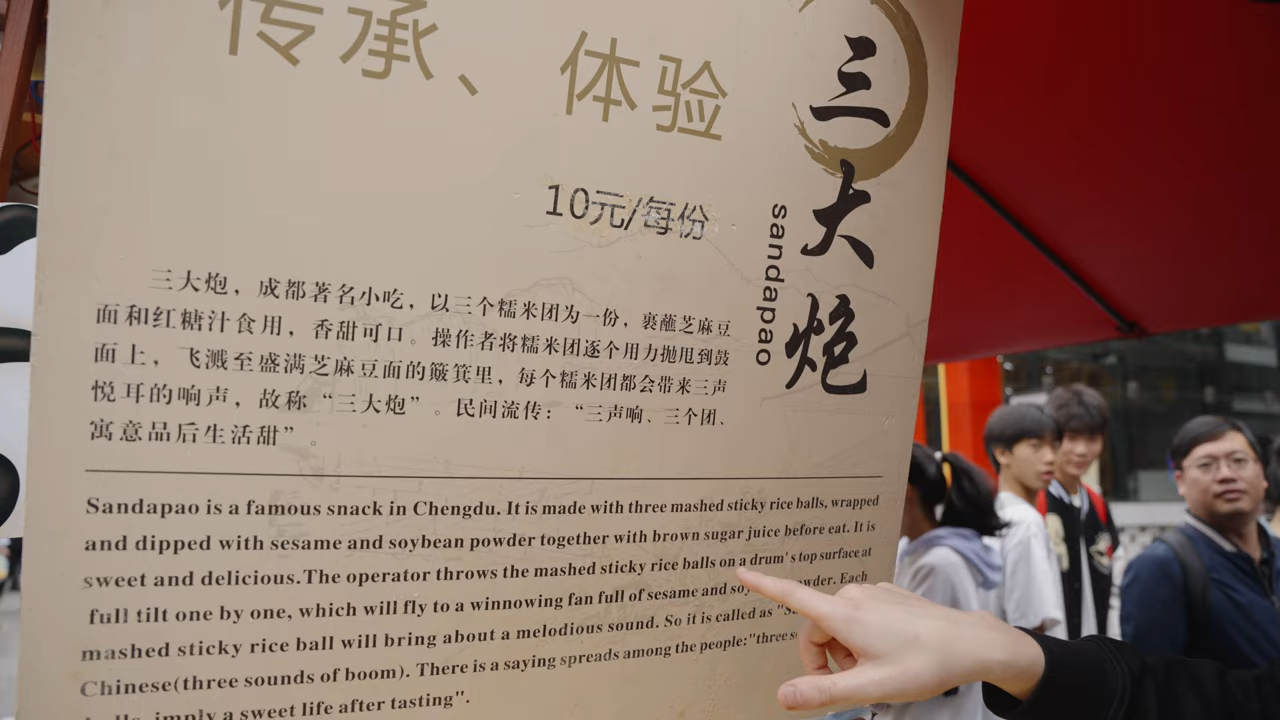 传承、体验
三大炮
sandapao
10元/每份
三大炮，成都著名小吃，以三个糯米团为一份，裹蘸芝麻豆
面和红糖汁食用，香甜可口。操作者将糯米团逐个用力抛甩到鼓
面上，飞溅至盛满芝麻豆面的簸箕里，每个糯米团都会带来三声
悦耳的响声，故称“三大炮”。民间流传：“三声响、三个团、
寓意品后生活甜”。
Sandapao is a famous snack in Chengdu. It is made with three mashed sticky rice balls, wrapped
and dipped with sesame and soybean powder together with brown sugar juice before eat. It is
sweet and delicious.The operator throws the mashed sticky rice balls on a drum's top surface at
full tilt one by one, which will fly to a winnowing fan full of sesame and Each
mashed sticky rice ball will bring about a melodious sound. So it is called as
Chinese(three sounds of boom). There is a saying spreads among the people:"three
imply a sweet life after tasting".